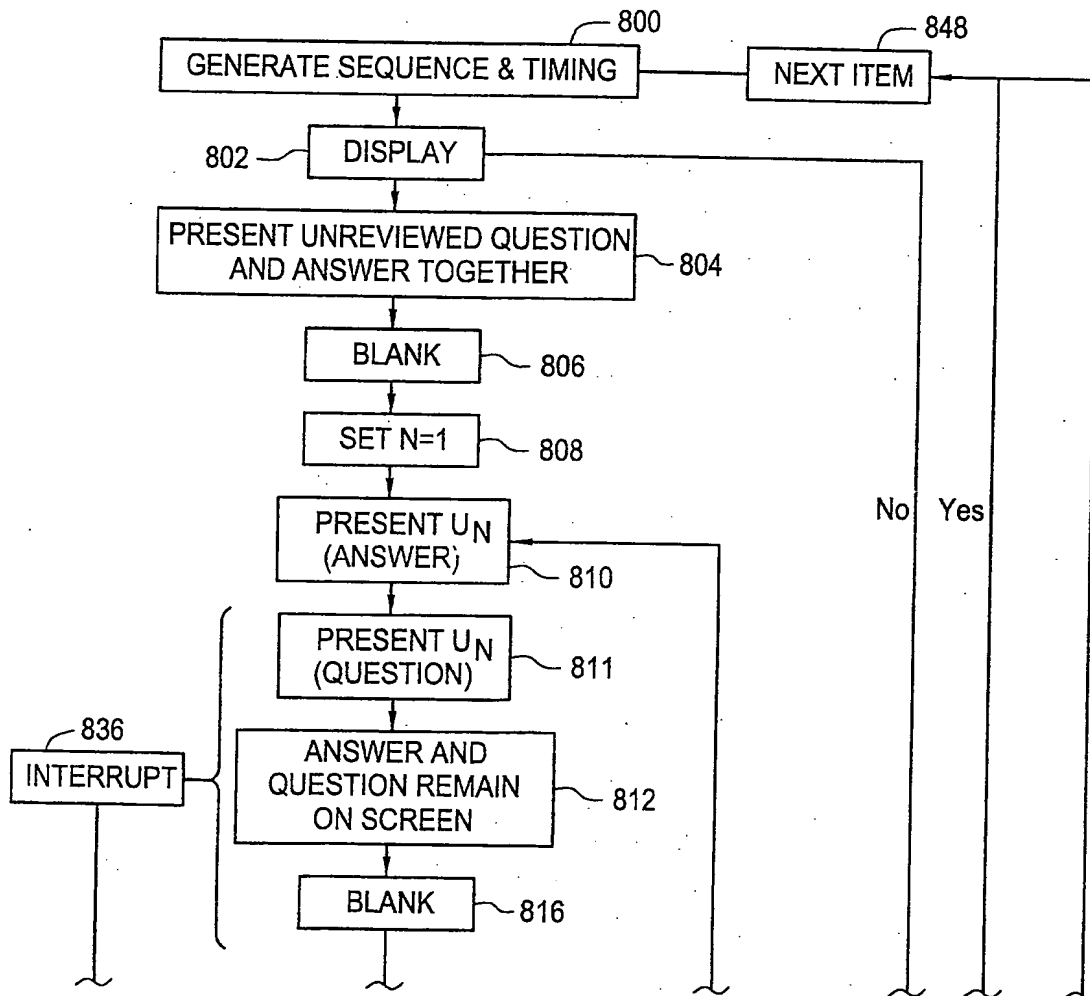 800
848
GENERATE SEQUENCE & TIMING
NEXT ITEM
802
DISPLAY
PRESENT UNREVIEWED QUESTION
AND ANSWER TOGETHER
804
BLANK
806
SET N=1
808
No
Yes
PRESENT UN
(ANSWER)
810
PRESENT UN
(QUESTION)
811
836
INTERRUPT
ANSWER AND
QUESTION REMAIN
ON SCREEN
812
BLANK
816